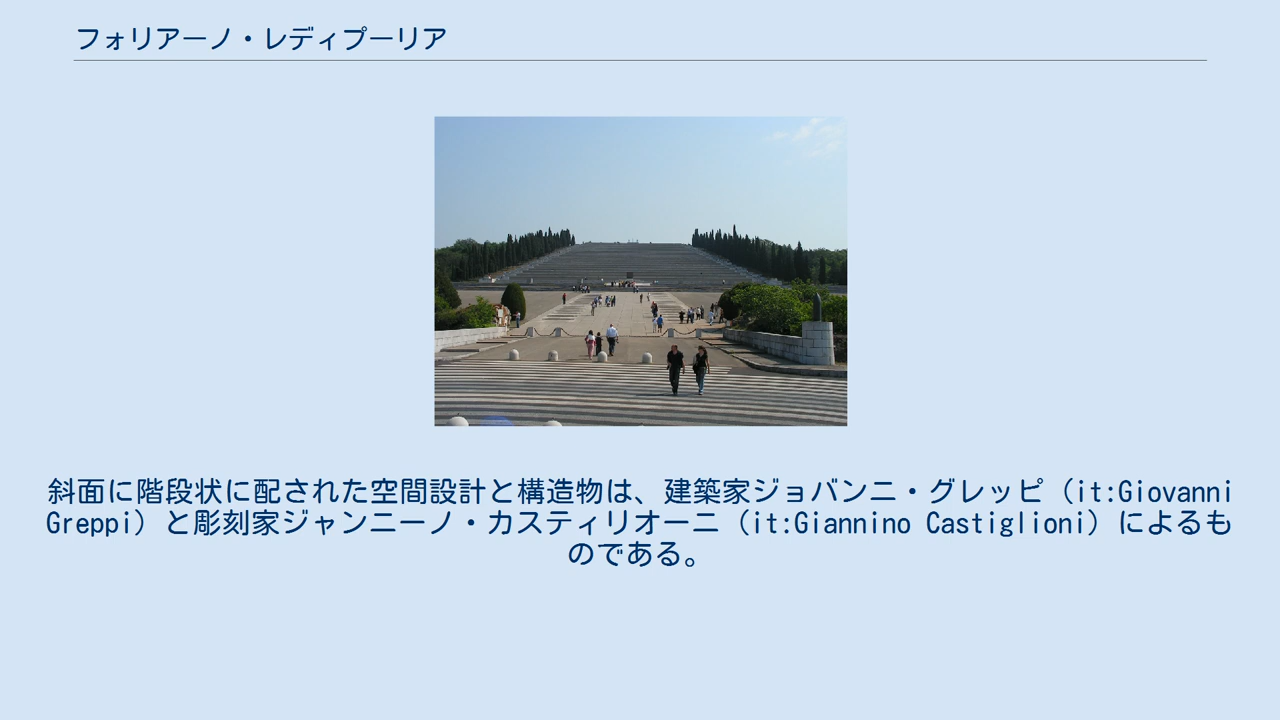 フォリアーノ・レディプーリア
斜面に階段状に配された空間設計と構造物は、建築家ジョバンニ・グレッピ（it:Giovanni
Greppi）と彫刻家ジャンニーノ・カスティリオーニ（it:Giannino Castiglioni）によるも
のである。